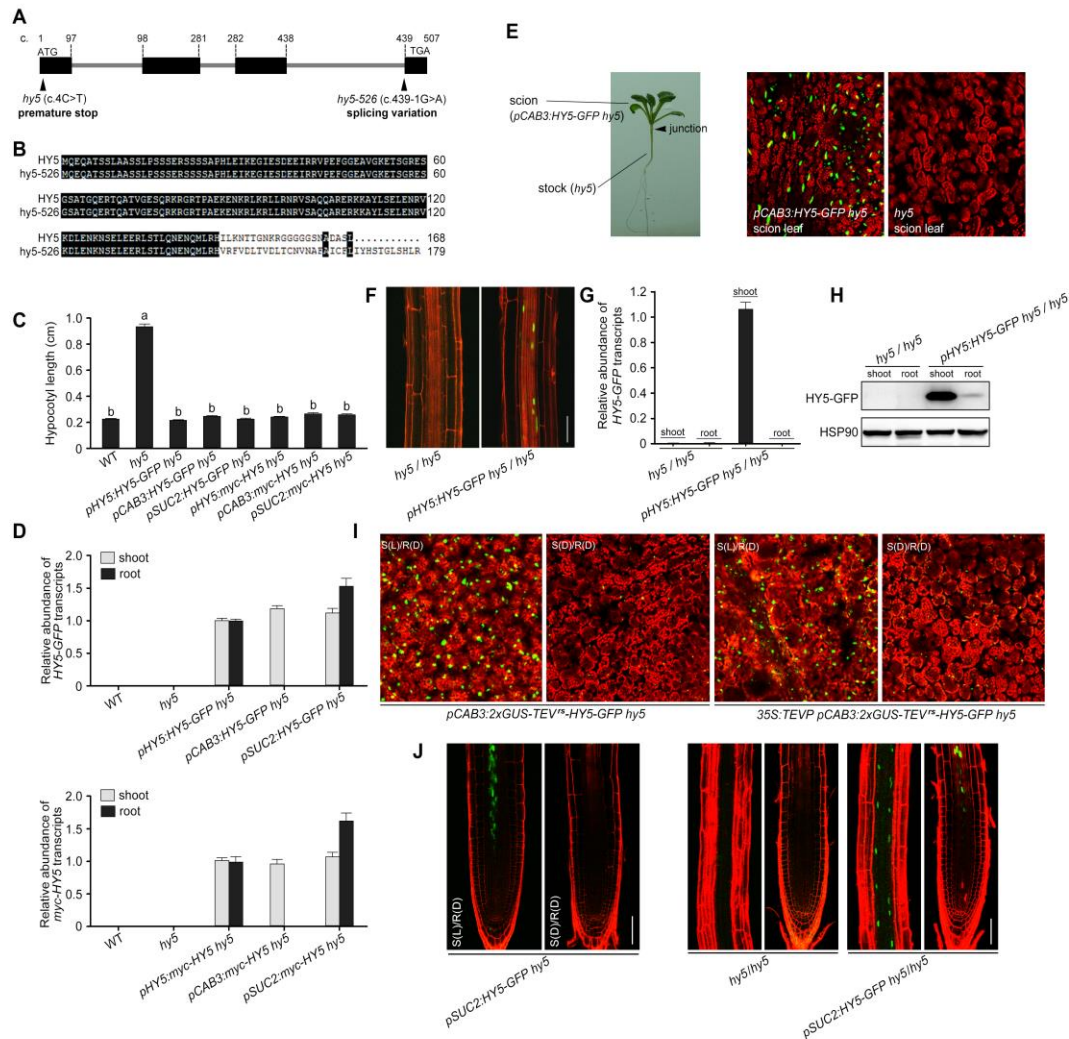 A
c. 1 97 98 281 282 438 439 507
ATG TGA
hy5 (c.4C>T)
premature stop
hy5-526 (c.439-1G>A)
splicing variation
B
HY5 MQEQATSSLAASSLPSSSERSSSSAPHLEIKEGIESDEEIRRVPEFGGEAVGKETSGRES 60
hy5-526 MQEQATSSLAASSLPSSSERSSSSAPHLEIKEGIESDEEIRRVPEFGGEAVGKETSGRES 60
HY5 GSATGQERTQATVGESQRKRGRTPAEKENKRLKRLLRNRVSAQQARERKKAYLSELENRV 120
hy5-526 GSATGQERTQATVGESQRKRGRTPAEKENKRLKRLLRNRVSAQQARERKKAYLSELENRV 120
HY5 KDLENKNSELEERLSTLQNENQMLRHILKNTTGNKRGGGGGSNADASL........... 168
hy5-526 KDLENKNSELEERLSTLQNENQMLRHVRFVDLTVDLTCNVNAEAICELIYHSTGLSHLR 179
C
Hypocotyl length (cm)
1.0
0.8
0.6
0.4
0.2
0
a
b b b b b b b
WT
hy5
pHY5:HY5-GFP hy5
pCAB3:HY5-GFP hy5
pSUC2:HY5-GFP hy5
pHY5:myc-HY5 hy5
pCAB3:myc-HY5 hy5
pSUC2:myc-HY5 hy5
D
Relative abundance of
HY5-GFP transcripts
2.0
1.5
1.0
0.5
0
shoot
root
WT
hy5
pHY5:HY5-GFP hy5
pCAB3:HY5-GFP hy5
pSUC2:HY5-GFP hy5
Relative abundance of
myc-HY5 transcripts
2.0
1.5
1.0
0.5
0
shoot
root
WT
hy5
pHY5:myc-HY5 hy5
pCAB3:myc-HY5 hy5
pSUC2:myc-HY5 hy5
E
scion
(pCAB3:HY5-GFP hy5)
junction
stock (hy5)
pCAB3:HY5-GFP hy5
scion leaf
hy5
scion leaf
F
hy5 / hy5
pHY5:HY5-GFP hy5 / hy5
G
Relative abundance of
HY5-GFP transcripts
1.2
1.0
0.8
0.6
0.4
0.2
0
shoot
root
shoot
root
hy5 / hy5
pHY5:HY5-GFP hy5 / hy5
H
hy5 / hy5
pHY5:HY5-GFP hy5 / hy5
shoot root shoot root
HY5-GFP
HSP90
I
S(L)/R(D)
S(D)/R(D)
S(L)/R(D)
S(D)/R(D)
pCAB3:2xGUS-TEVrs-HY5-GFP hy5
35S:TEVP pCAB3:2xGUS-TEVrs-HY5-GFP hy5
J
S(L)/R(D)
S(D)/R(D)
pSUC2:HY5-GFP hy5
hy5/hy5
pSUC2:HY5-GFP hy5/hy5